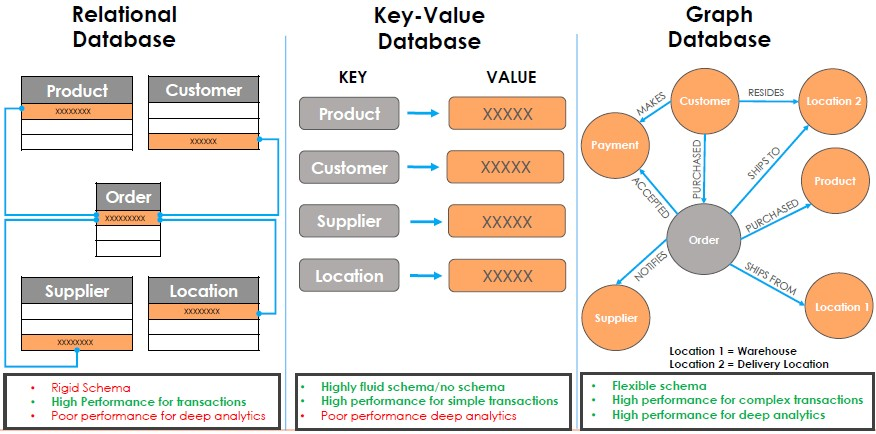 Relational
Database
Product
XXXXXXXX
Customer
XXXXXX
Order
XXXXXXXXX
Supplier
XXXXXXXX
Location
XXXXXXXX
• Rigid Schema
• High Performance for transactions
• Poor performance for deep analytics
Key-Value
Database
KEY VALUE
Product XXXXX
Customer XXXXX
Supplier XXXXX
Location XXXXX
• Highly fluid schema/no schema
• High performance for simple transactions
• Poor performance deep analytics
Graph
Database
Customer
RESIDES
Location 2
MAKES
Payment
PURCHASED
SHIPS TO
Product
ACCEPTED
PURCHASED
Order
NOTIFIES
SHIPS FROM
Supplier
Location 1
Location 1 = Warehouse
Location 2 = Delivery Location
• Flexible schema
• High performance for complex transactions
• High performance for deep analytics